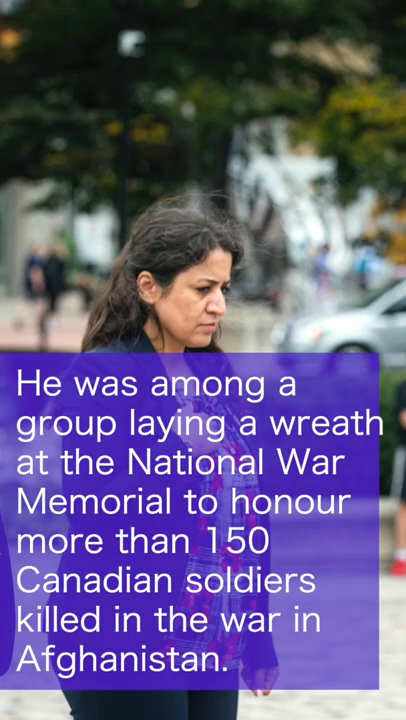 He was among a
group laying a wreath
at the National War
Memorial to honour
more than 150
Canadian soldiers
killed in the war in
Afghanistan.